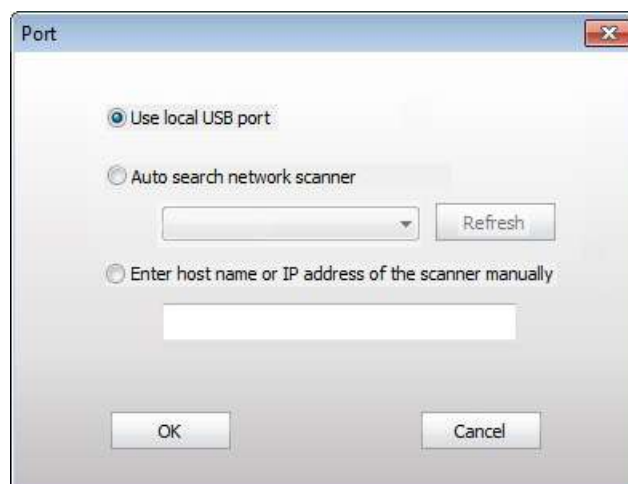 Port
Use local USB port
Auto search network scanner
Refresh
Enter host name or IP address of the scanner manually
OK
Cancel